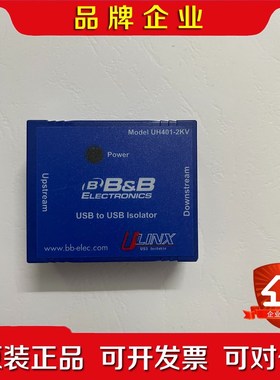 品牌企业
Model UH401-2KV
Power
Upstream
Downstream
B&B
ELECTRONICS
USB to USB Isolator
www.bb-elec.com
ULINX
企业
原装正品 可开发票 可对